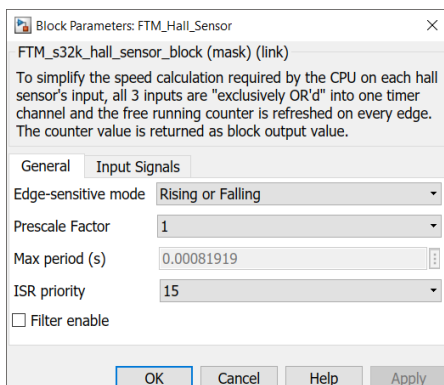 Block Parameters: FTM_Hall_Sensor
FTM_s32k_hall_sensor_block (mask) (link)
To simplify the speed calculation required by the CPU on each hall
sensor's input, all 3 inputs are "exclusively OR'd" into one timer
channel and the free running counter is refreshed on every edge.
The counter value is returned as block output value.
General Input Signals
Edge-sensitive mode Rising or Falling
Prescale Factor 1
Max period (s) 0.00081919
ISR priority 15
Filter enable
OK Cancel Help Apply